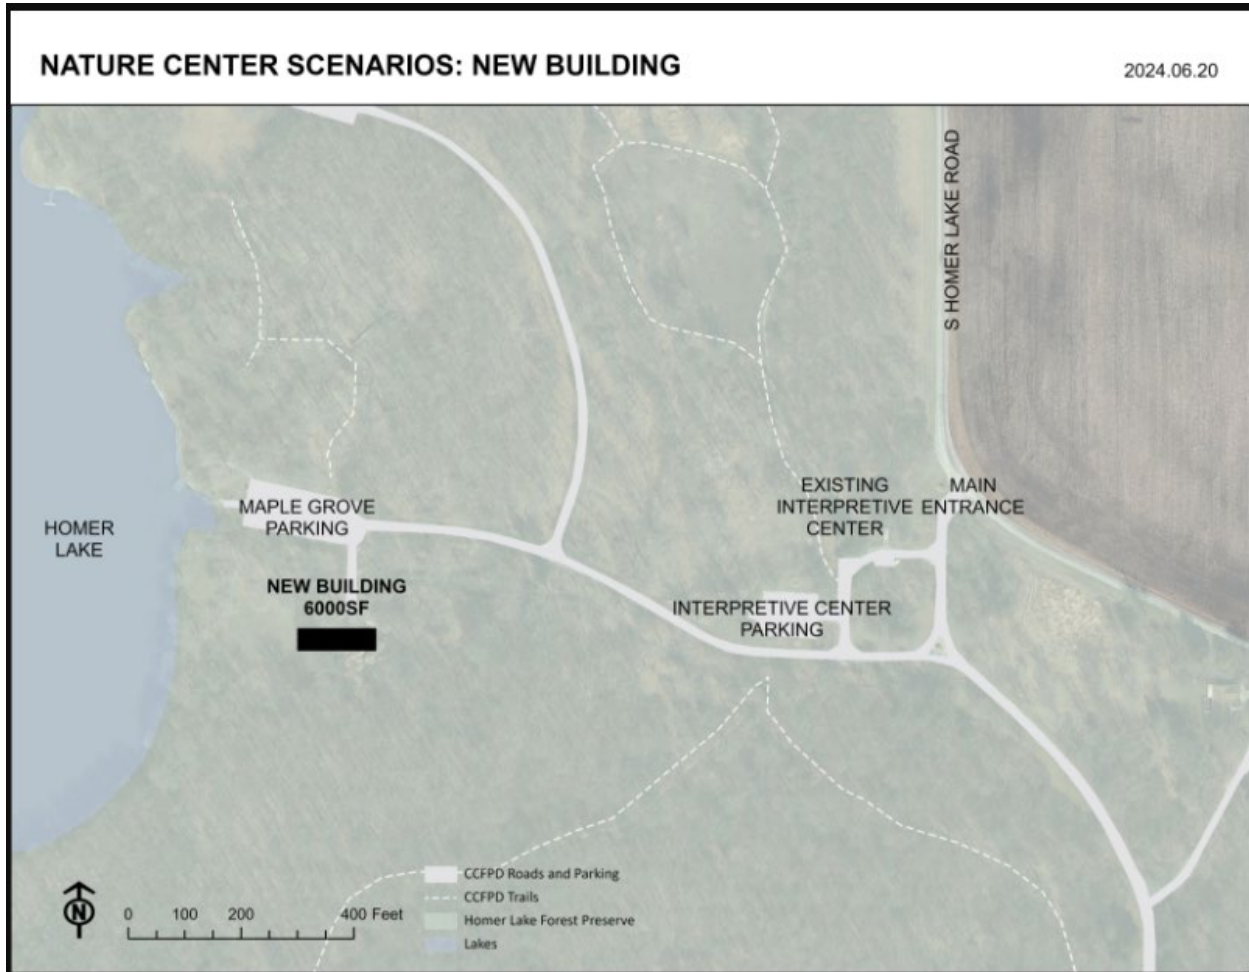 NATURE CENTER SCENARIOS: NEW BUILDING
2024.06.20
S HOMER LAKE ROAD
EXISTING
INTERPRETIVE
CENTER
MAIN
ENTRANCE
MAPLE GROVE
PARKING
HOMER
LAKE
NEW BUILDING
6000SF
INTERPRETIVE CENTER
PARKING
CCFPD Roads and Parking
CCFPD Trails
Homer Lake Forest Preserve
Lakes
N
0 100 200 400 Feet